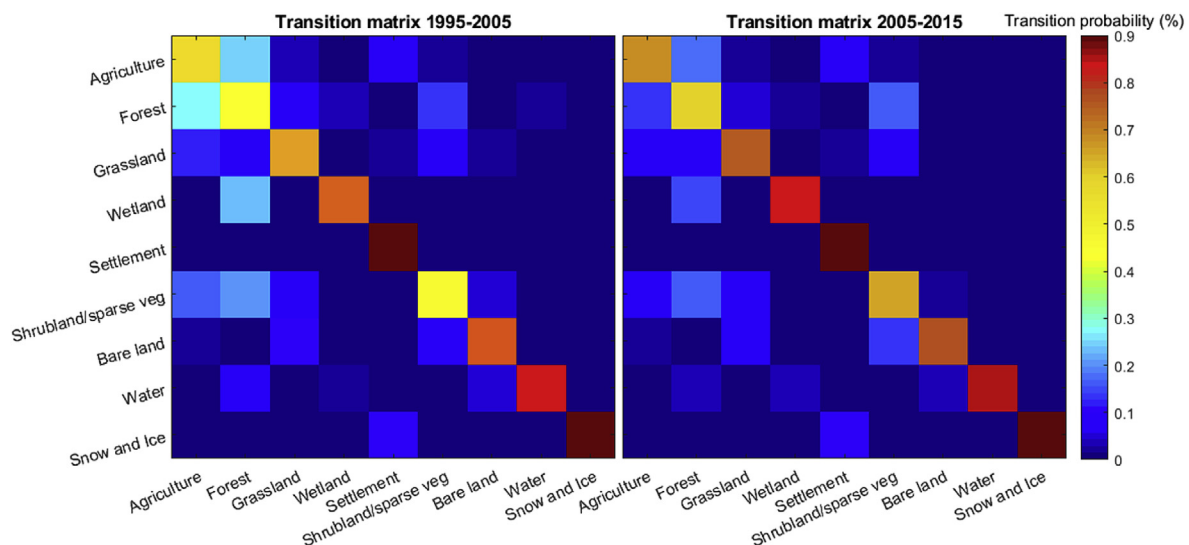 Transition matrix 1995-2005
Transition matrix 2005-2015
Transition probability (%)
Agriculture
Forest
Grassland
Wetland
Settlement
Shrubland/sparse veg
Bare land
Water
Snow and Ice
Agriculture
Forest
Grassland
Wetland
Settlement
Shrubland/sparse veg
Bare land
Water
Snow and Ice
Agriculture
Forest
Grassland
Wetland
Settlement
Shrubland/sparse veg
Bare land
Water
Snow and Ice
0.9
0.8
0.7
0.6
0.5
0.4
0.3
0.2
0.1
0